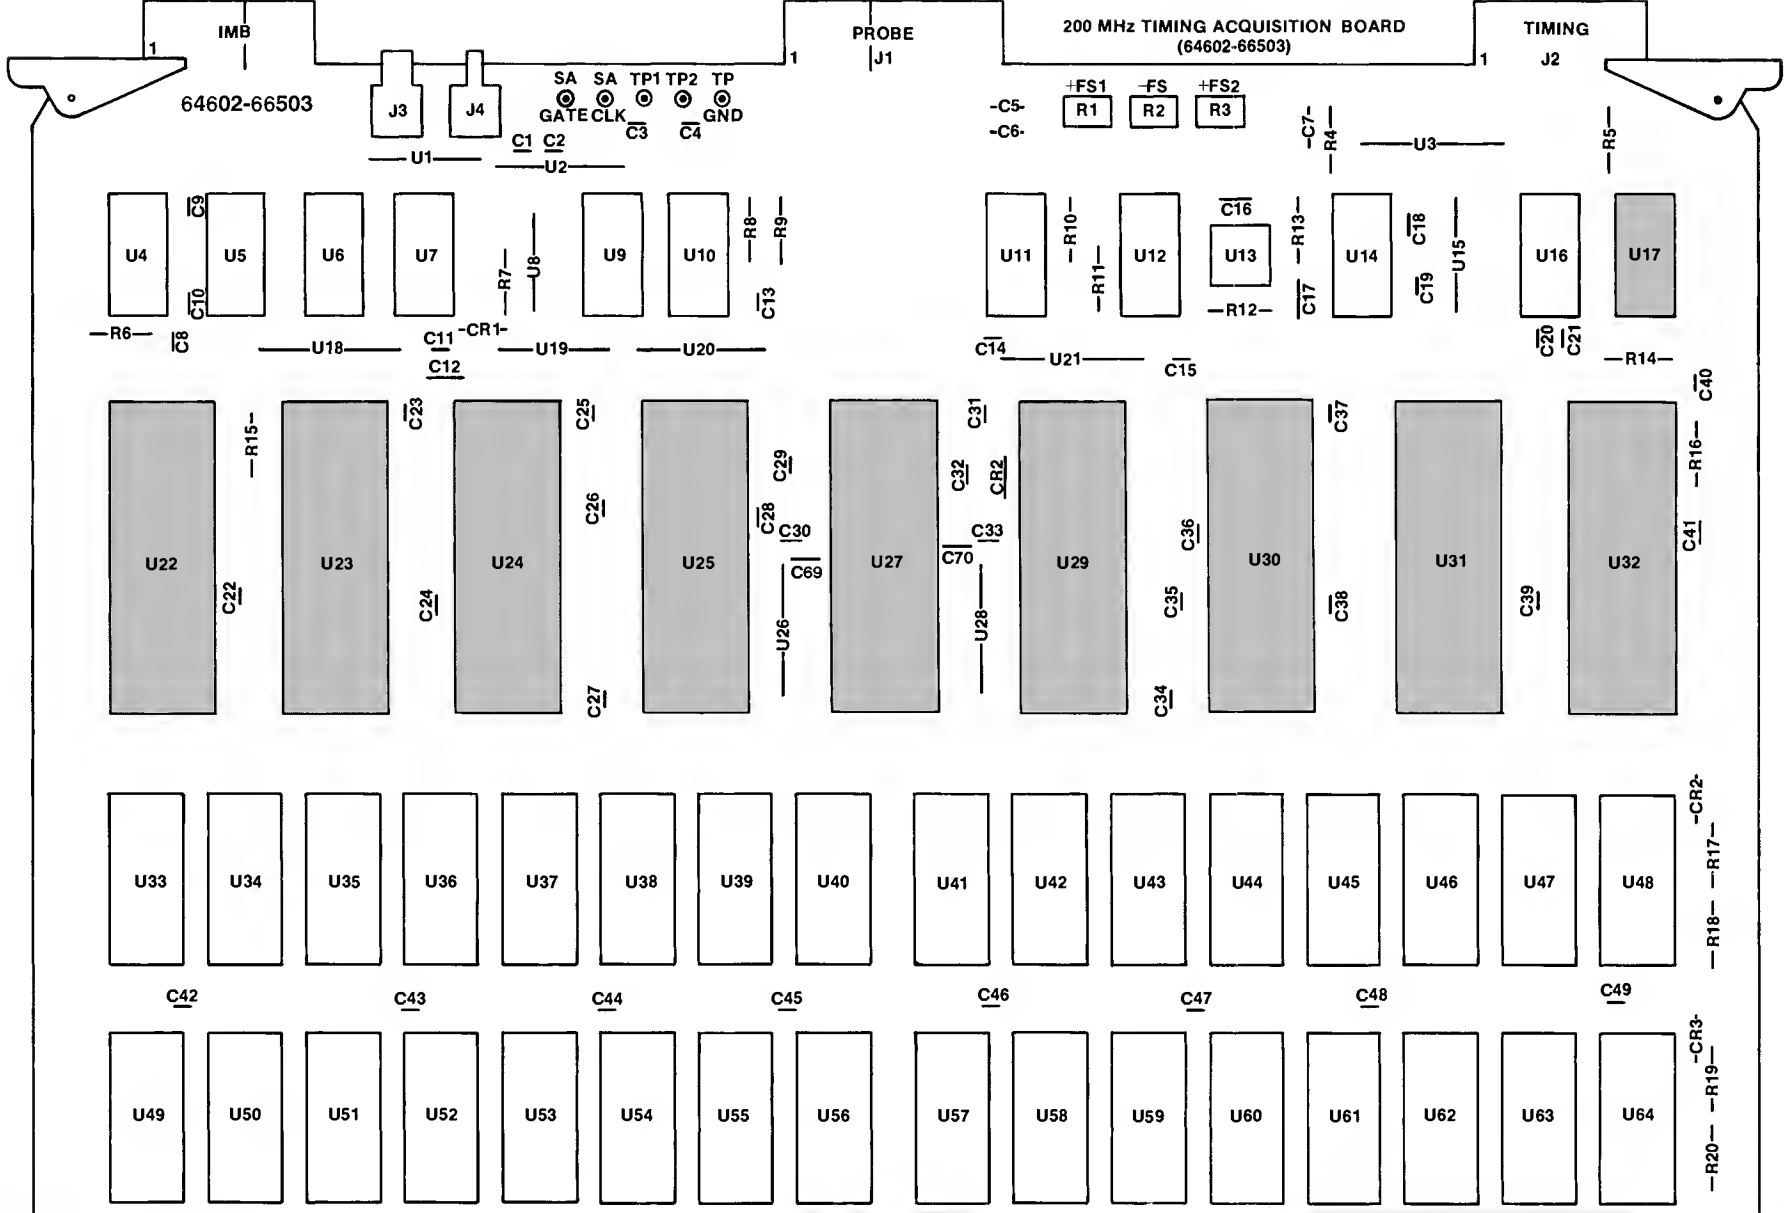 IMB
PROBE
200 MHz TIMING ACQUISITION BOARD
(64602-66503)
TIMING
1
1
J1
1
J2
64602-66503
J3
J4
SA SA TP1 TP2 TP
GATE CLK C3 C4 GND
-C5-
-C6-
+FS1 -FS +FS2
R1 R2 R3
C7
R4
R5
C1 C2
U1
U2
U3
U4
C9
C10
U5
U6
U7
R7
U8
U9
U10
R8
R9
C13
U11
R10
R11
U12
C16
U13
R12
R13
C17
U14
C18
C19
U15
U16
U17
R6
C8
U18
C11
C12
-CR1-
U19
U20
C14
U21
C15
C20
C21
R14
C40
U22
R15
C22
U23
C23
C24
U24
C25
C26
C27
U25
C28
C29
C30
C69
U26
U27
C31
C32
CR2
C70
C33
U28
U29
C34
C35
C36
U30
C37
C38
U31
C39
U32
R16
C41
U33 U34 U35 U36 U37 U38 U39 U40 U41 U42 U43 U44 U45 U46 U47 U48
-CR2-
R17
R18
C42 C43 C44 C45 C46 C47 C48 C49
U49 U50 U51 U52 U53 U54 U55 U56 U57 U58 U59 U60 U61 U62 U63 U64
-CR3-
R19
R20